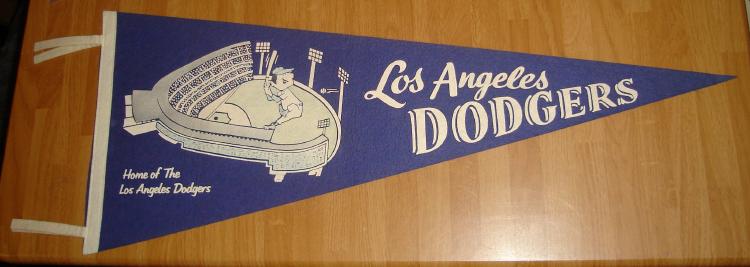 Los Angeles
DODGERS
Home of The
Los Angeles Dodgers